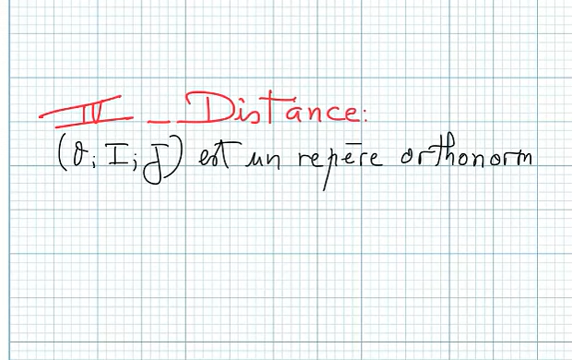 IV - Distance:
(O; I; J) est un repère orthonorm